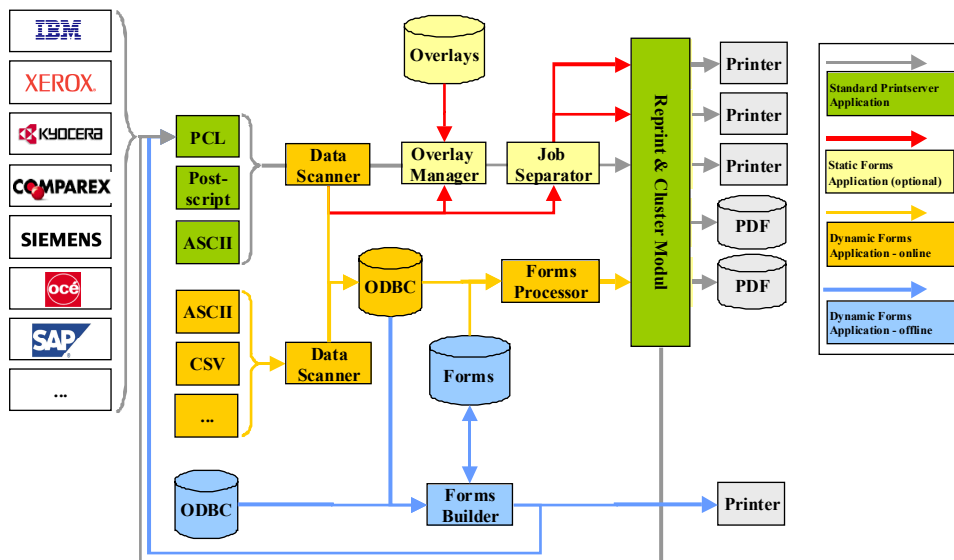 IBM
XEROX®
KYOCERA
COMPAREX
SIEMENS
océ
SAP
...
PCL
Post-
script
ASCII
ASCII
CSV
...
ODBC
Data
Scanner
Data
Scanner
Overlays
Overlay
Manager
Job
Separator
ODBC
Forms
Processor
Forms
Forms
Builder
Reprint & Cluster Modul
Printer
Printer
Printer
PDF
PDF
Printer
Standard Printserver
Application
Static Forms
Application (optional)
Dynamic Forms
Application - online
Dynamic Forms
Application - offline